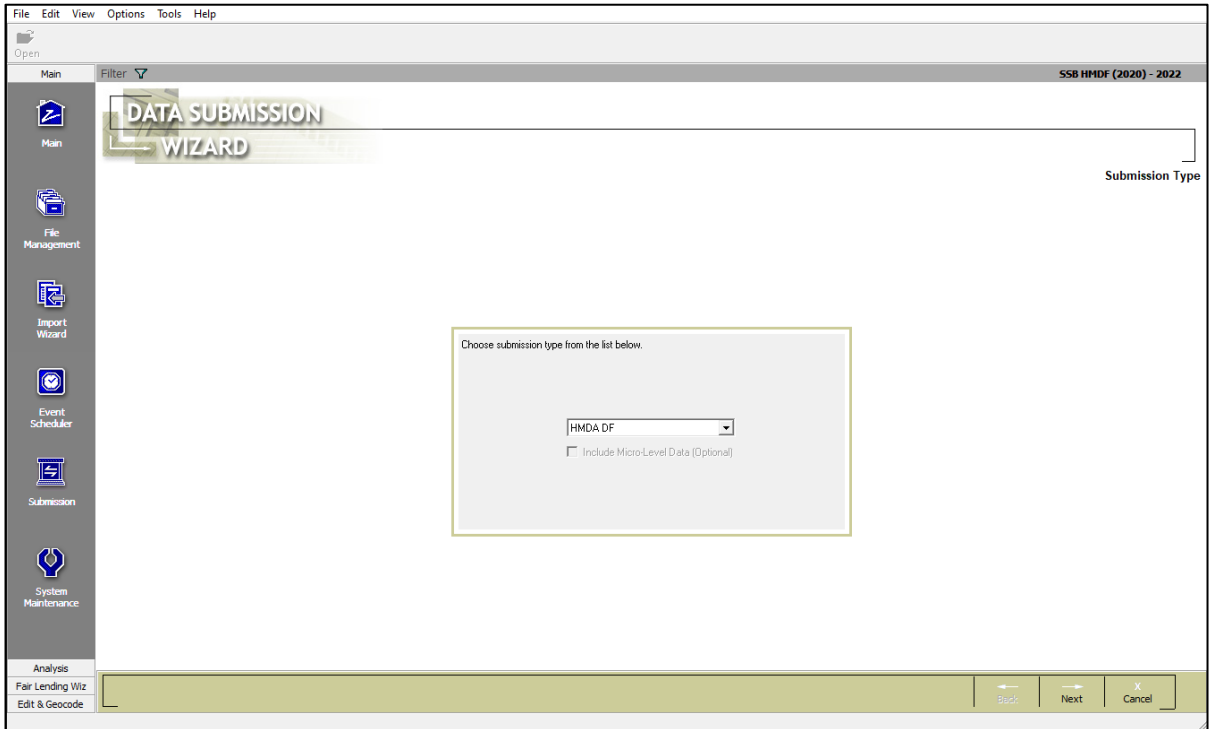 File Edit View Options Tools Help
Open
Main
Filter
SSB HMDF (2020) - 2022
DATA SUBMISSION
WIZARD
Submission Type
Main
File
Management
Import
Wizard
Event
Scheduler
Submission
System
Maintenance
Choose submission type from the list below.
HMDA DF
Include Micro-Level Data (Optional)
Analysis
Fair Lending Wiz
Edit & Geocode
Back
Next
X
Cancel